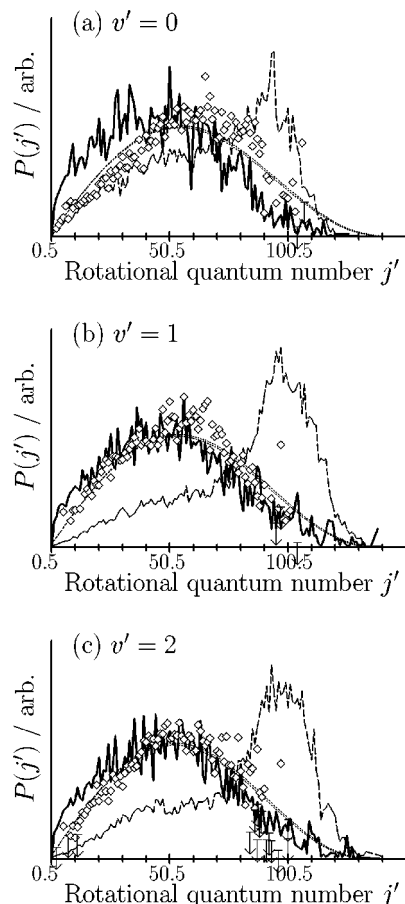 (a) v' = 0
P(j') / arb.
0.5 50.5 100.5
Rotational quantum number j'
(b) v' = 1
P(j') / arb.
0.5 50.5 100.5
Rotational quantum number j'
(c) v' = 2
P(j') / arb.
0.5 50.5 100.5
Rotational quantum number j'